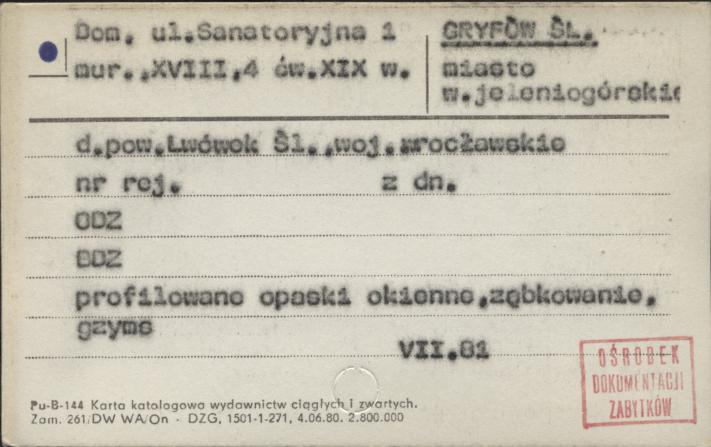 Dom, ul.Sanatoryjna 1
mur.,XVIII,4 ćw.XIX w.
GRYFÓW ŚL.
miasto
w.jeleniogórskie
d.pow.Lwówek Śl.,woj.wrocławskie
nr rej. z dn.
ODZ
BDZ
profilowane opaski okienne,ząbkowanie,
gzyms
VII.81
OŚRODEK
DOKUMENTACJI
ZABYTKÓW
Pu-B-144 Karta katalogowa wydawnictw ciągłych i zwartych.
Zam. 261/DW WA/On - DZG, 1501-1-271, 4.06.80. 2.800.000